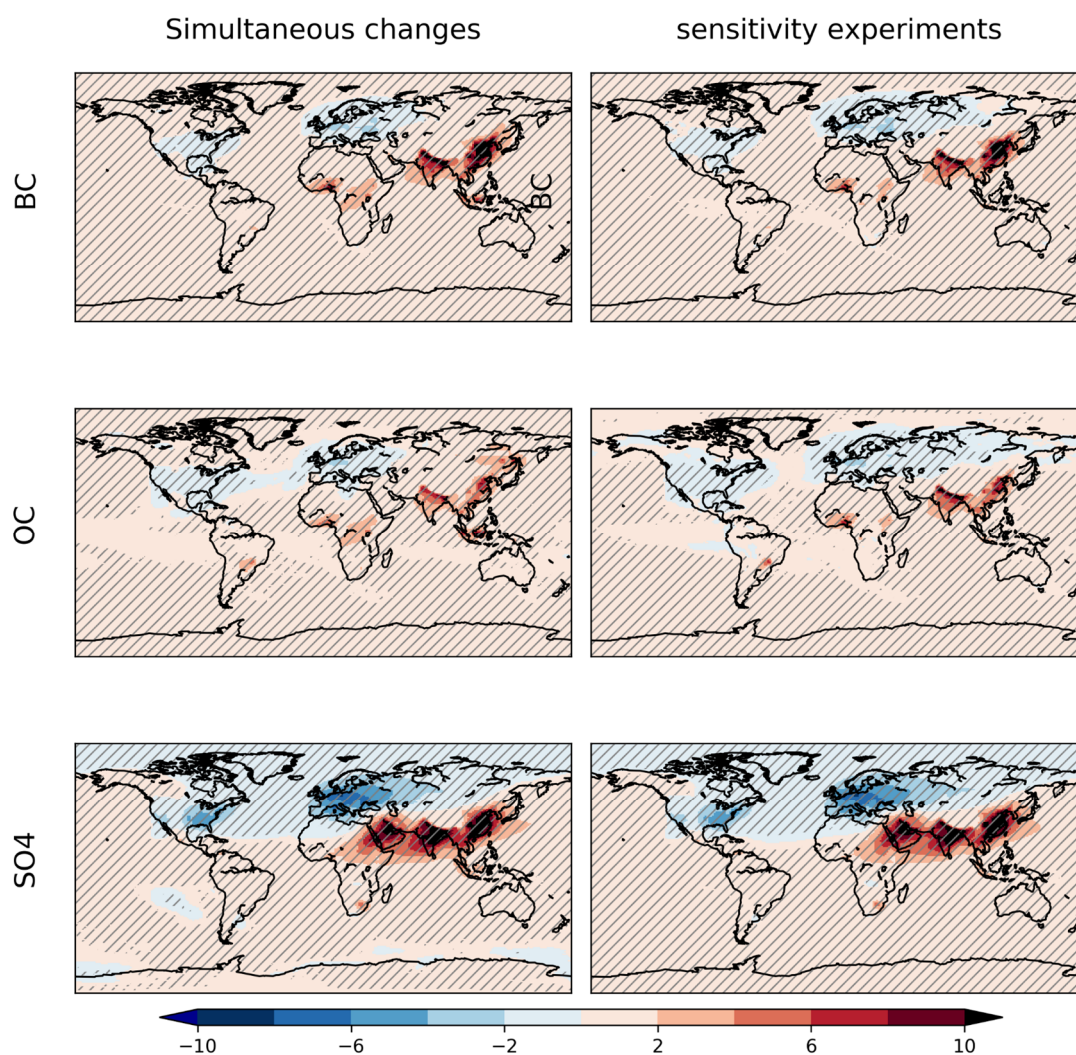 Simultaneous changes
sensitivity experiments
BC
BC
OC
SO4
−10
−6
−2
2
6
10